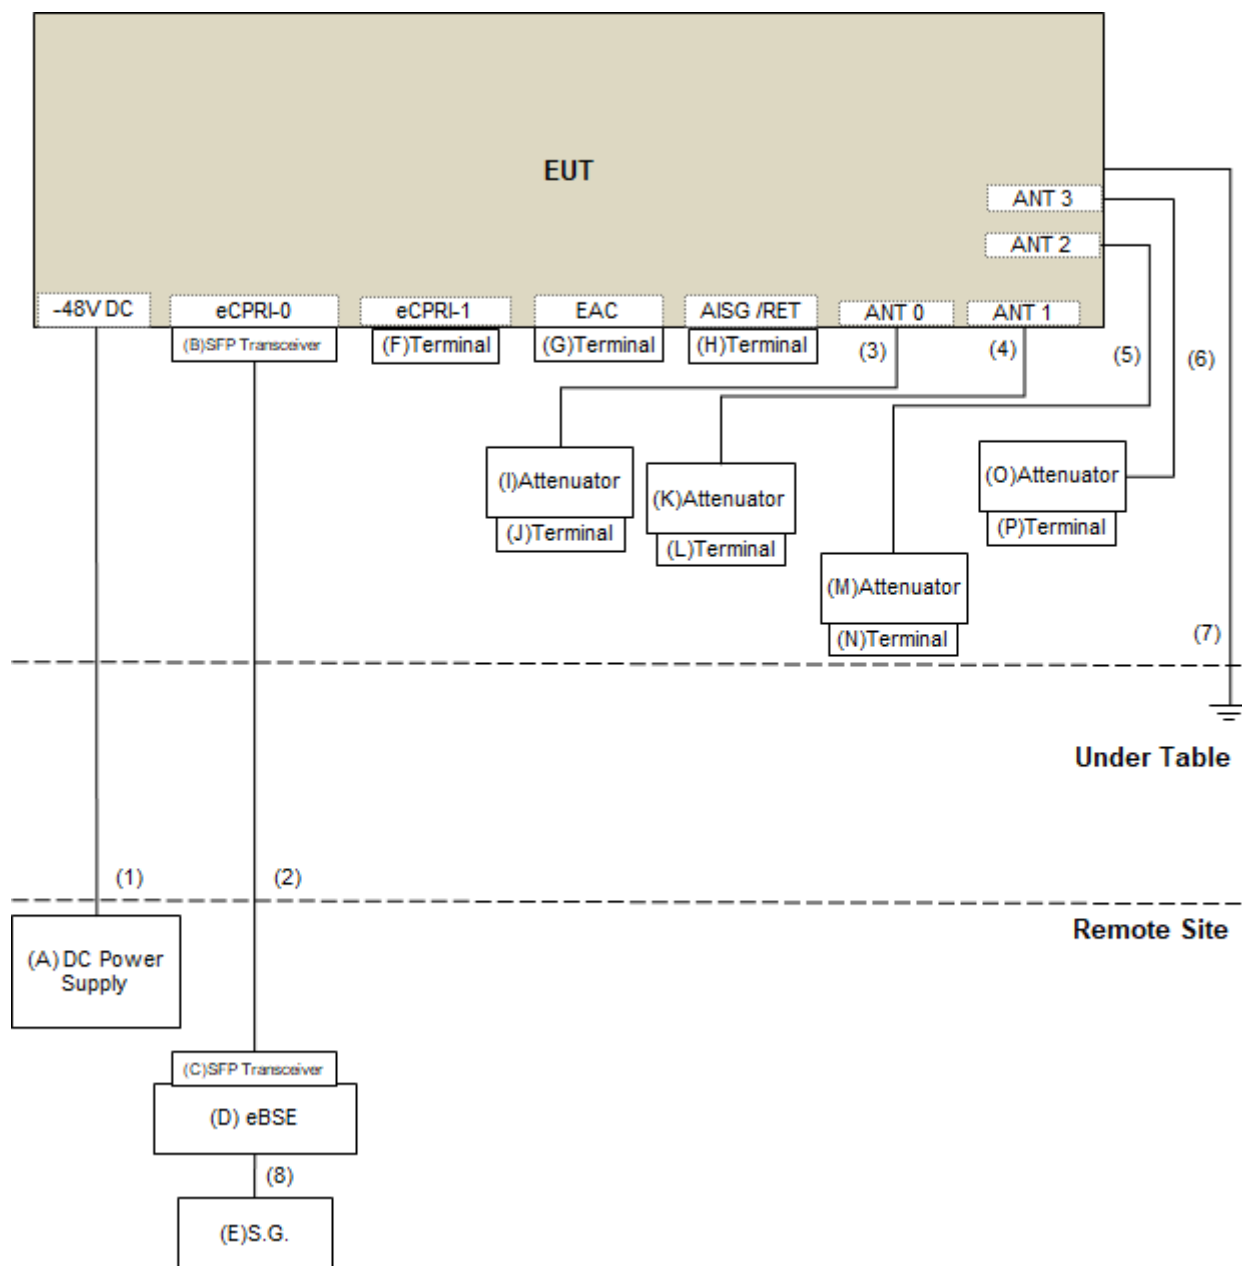 EUT
ANT 3
ANT 2
-48V DC
eCPRI-0
eCPRI-1
EAC
AISG /RET
ANT 0
ANT 1
(B)SFP Transceiver
(F)Terminal
(G)Terminal
(H)Terminal
(3)
(4)
(5)
(6)
(I)Attenuator
(J)Terminal
(K)Attenuator
(L)Terminal
(O)Attenuator
(P)Terminal
(M)Attenuator
(N)Terminal
(7)
Under Table
(1)
(2)
Remote Site
(A) DC Power
Supply
(C)SFP Transceiver
(D) eBSE
(8)
(E)S.G.